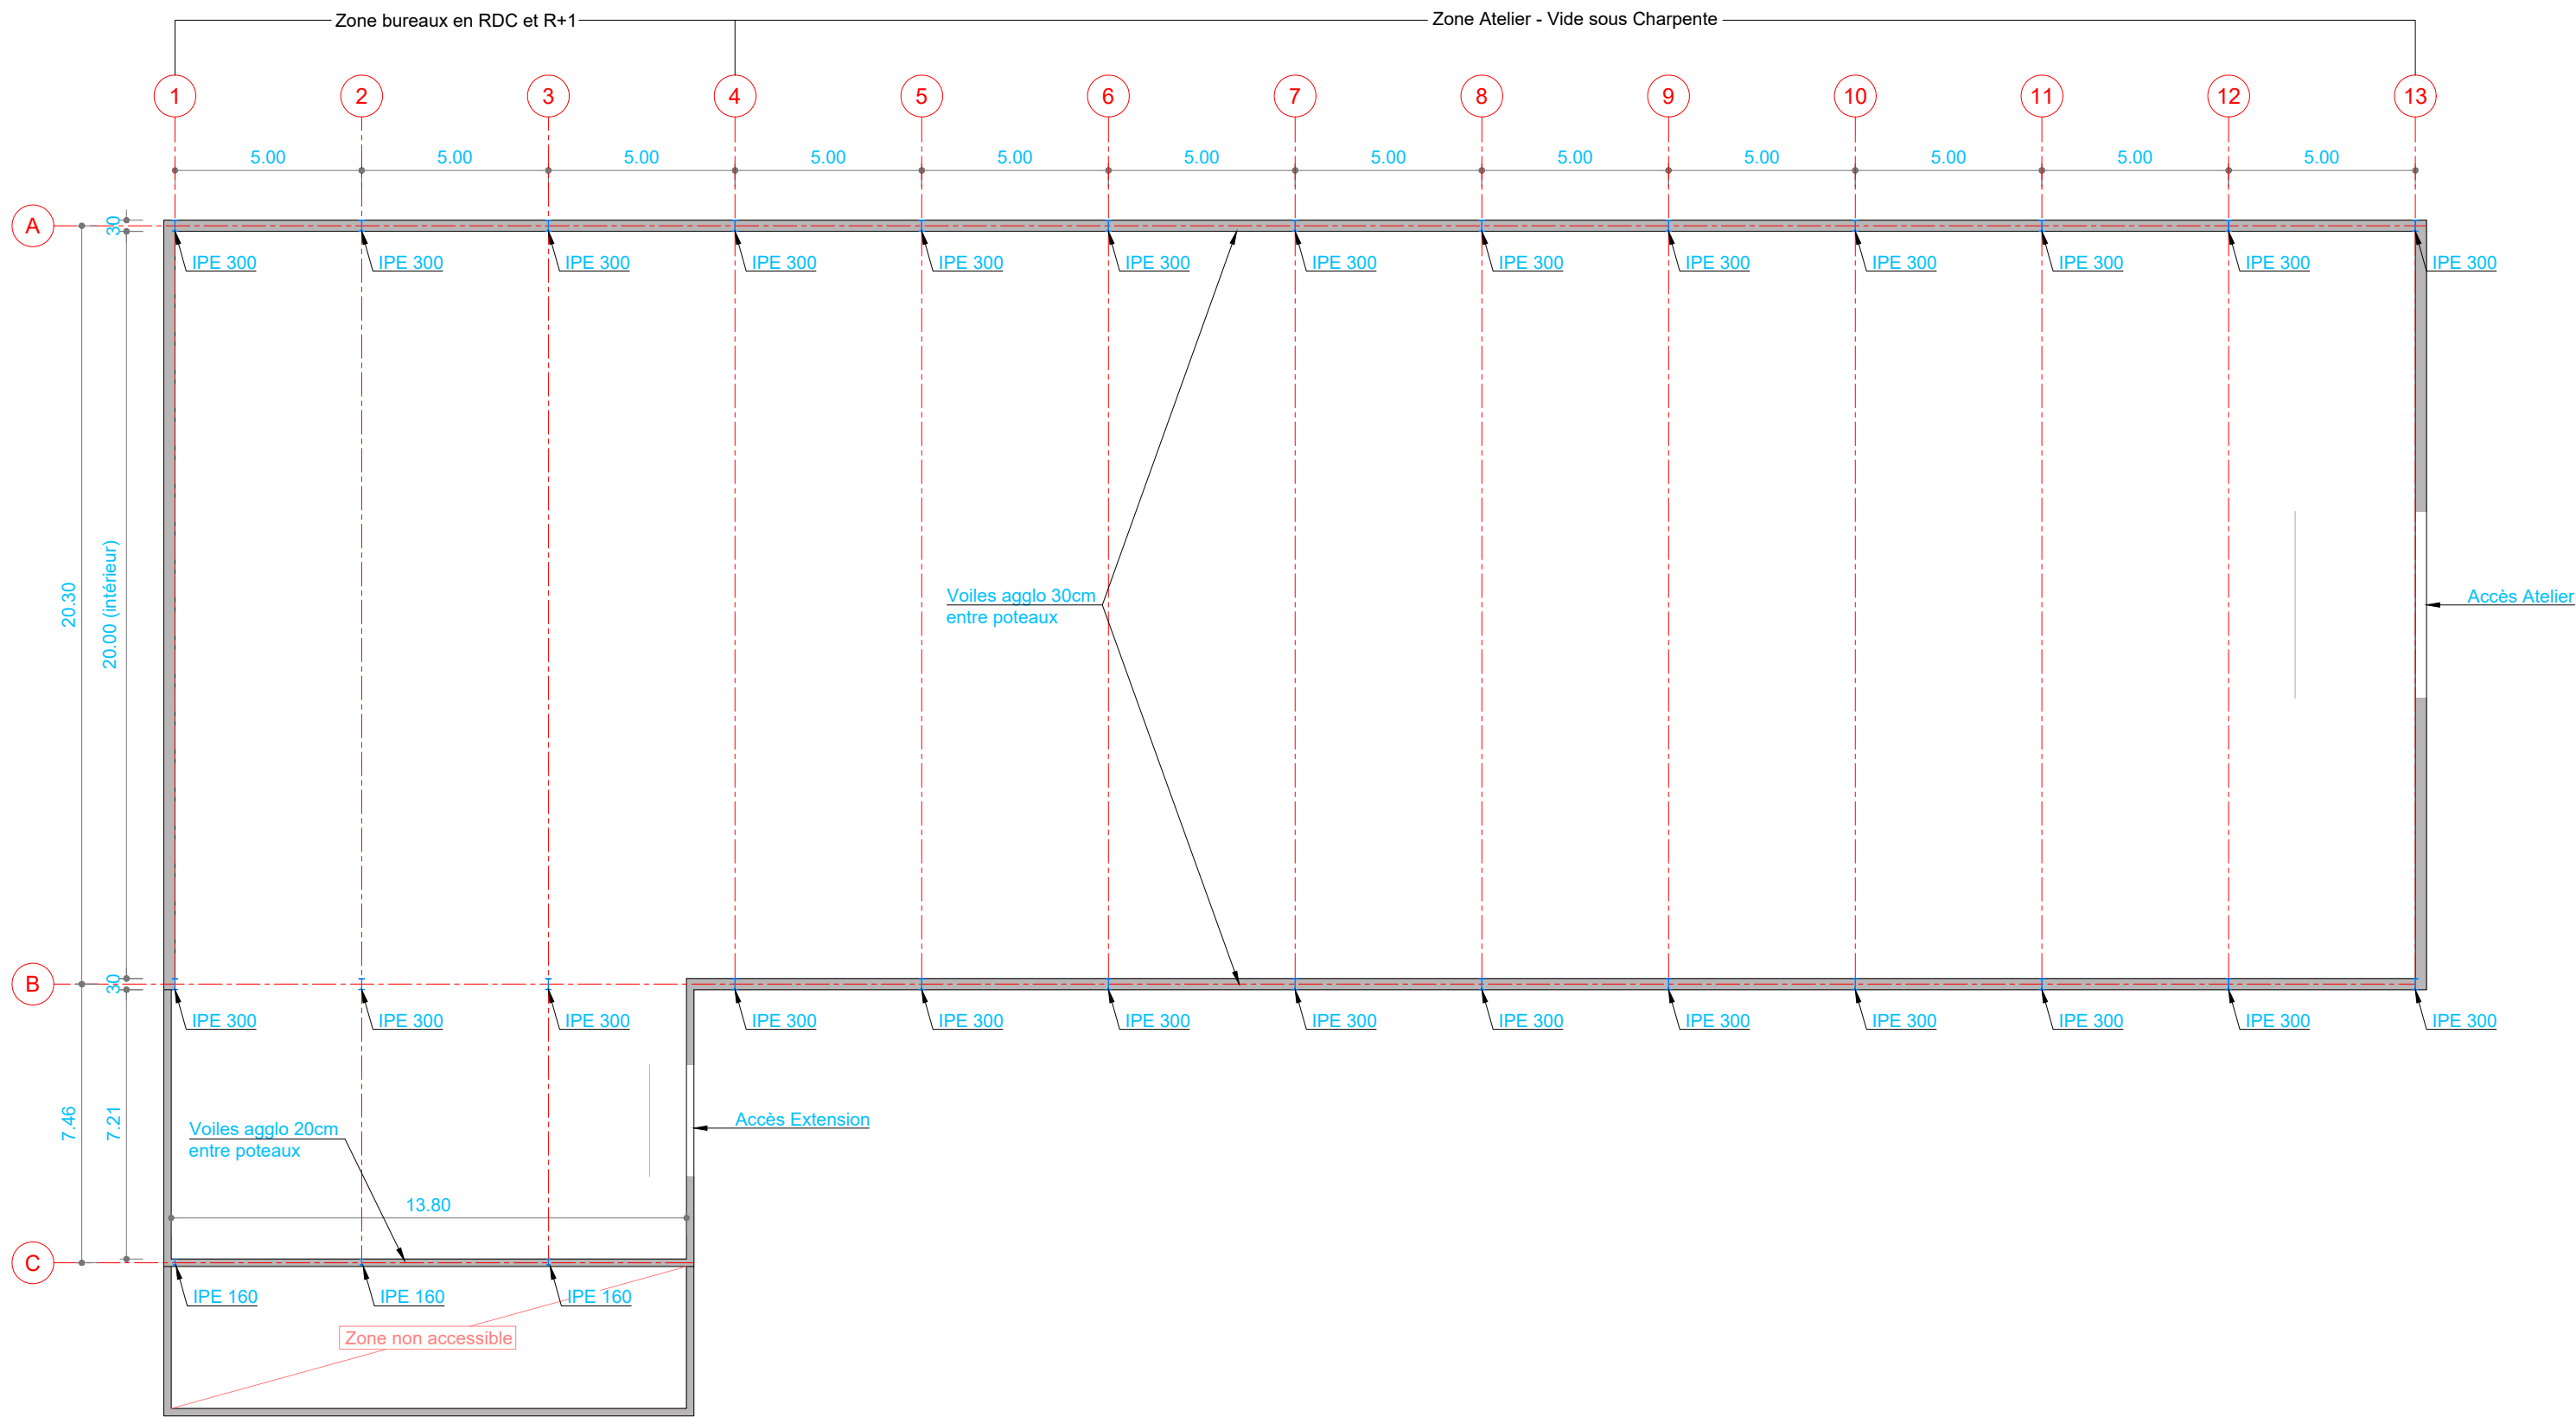 Zone bureaux en RDC et R+1
Zone Atelier - Vide sous Charpente
1 2 3 4 5 6 7 8 9 10 11 12 13
5.00 5.00 5.00 5.00 5.00 5.00 5.00 5.00 5.00 5.00 5.00 5.00
A
30
IPE 300 IPE 300 IPE 300 IPE 300 IPE 300 IPE 300 IPE 300 IPE 300 IPE 300 IPE 300 IPE 300 IPE 300 IPE 300
20.30
20.00 (intérieur)
Voiles agglo 30cm
entre poteaux
Accès Atelier
B
30
IPE 300 IPE 300 IPE 300 IPE 300 IPE 300 IPE 300 IPE 300 IPE 300 IPE 300 IPE 300 IPE 300 IPE 300 IPE 300
7.46
7.21
Voiles agglo 20cm
entre poteaux
Accès Extension
13.80
C
IPE 160 IPE 160 IPE 160
Zone non accessible